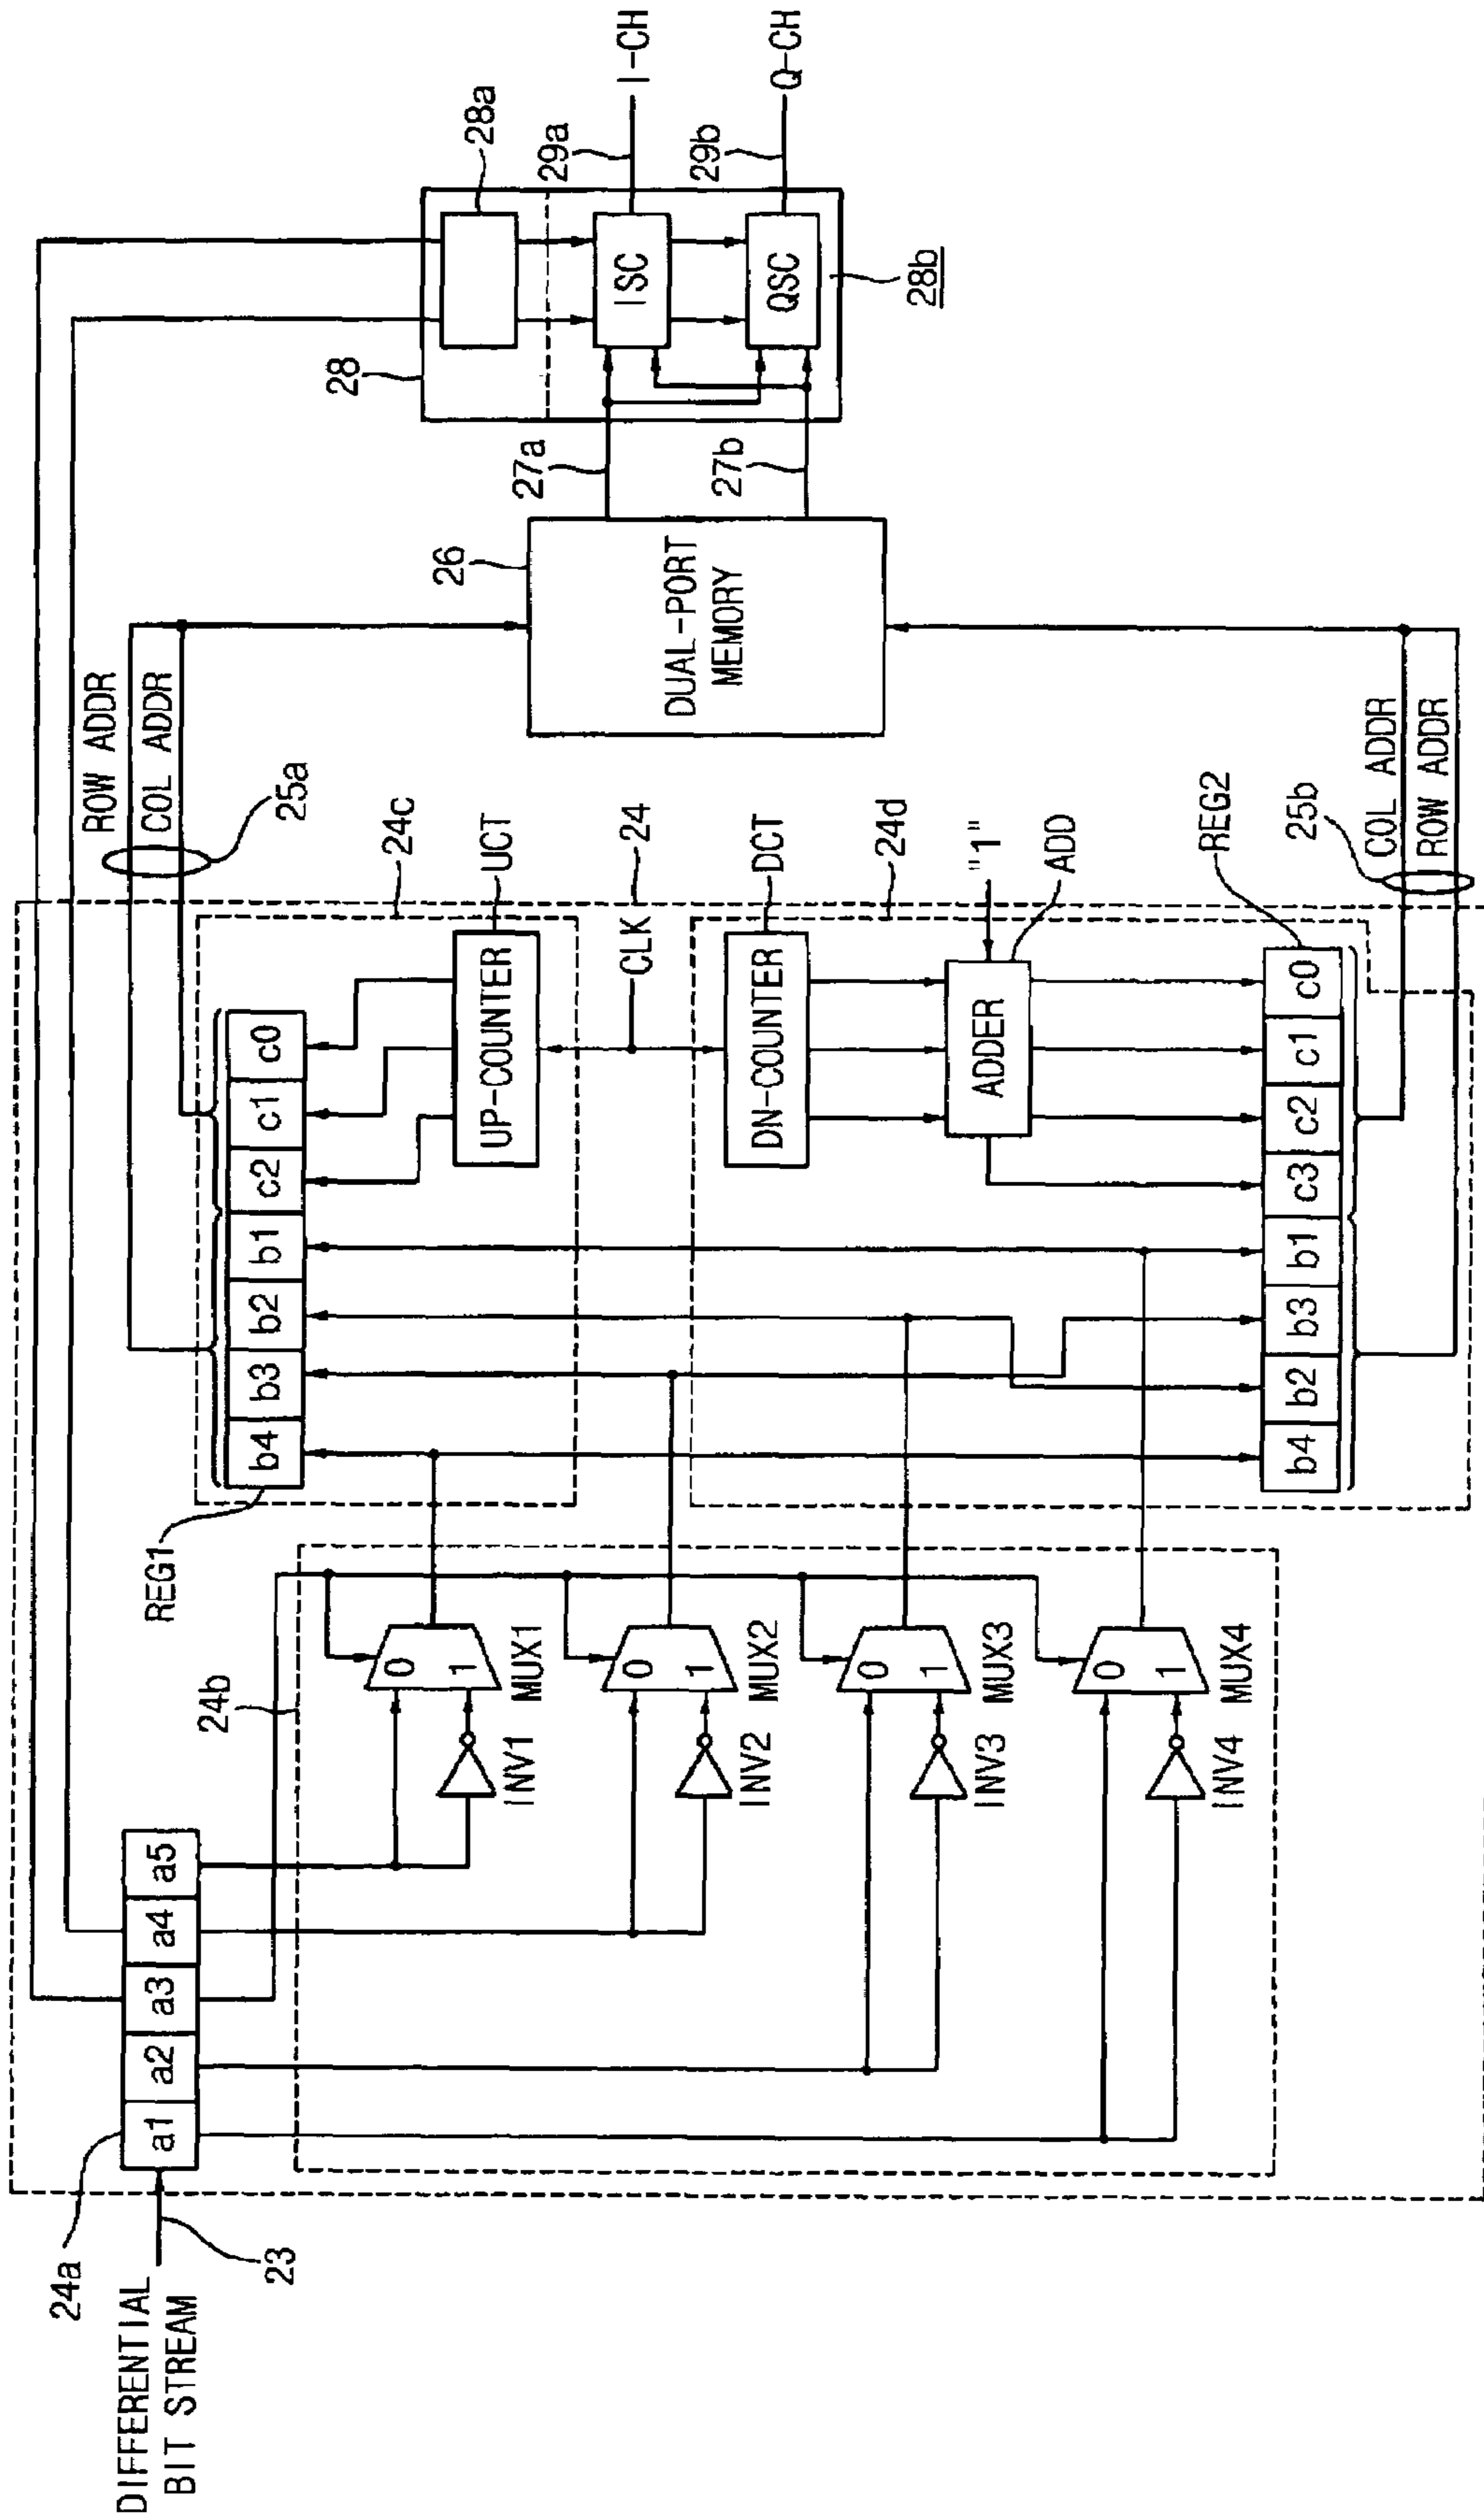 DIFFERENTIAL
BIT STREAM
23
24a
a1 a2 a3 a4 a5
24b
INV1
MUX1
0
1
INV2
MUX2
0
1
INV3
MUX3
0
1
INV4
MUX4
0
1
REG1
b4 b3 b2 b1 c2 c1 c0
UP-COUNTER
UCT
24c
24
CLK
DN-COUNTER
DCT
24d
"1"
ADDER
ADD
REG2
b4 b2 b3 b1 c3 c2 c1 c0
ROW ADDR
COL ADDR
25a
25b
COL ADDR
ROW ADDR
26
DUAL-PORT
MEMORY
27a
27b
28
28a
ISC
QSC
28b
29a
I-CH
29b
Q-CH